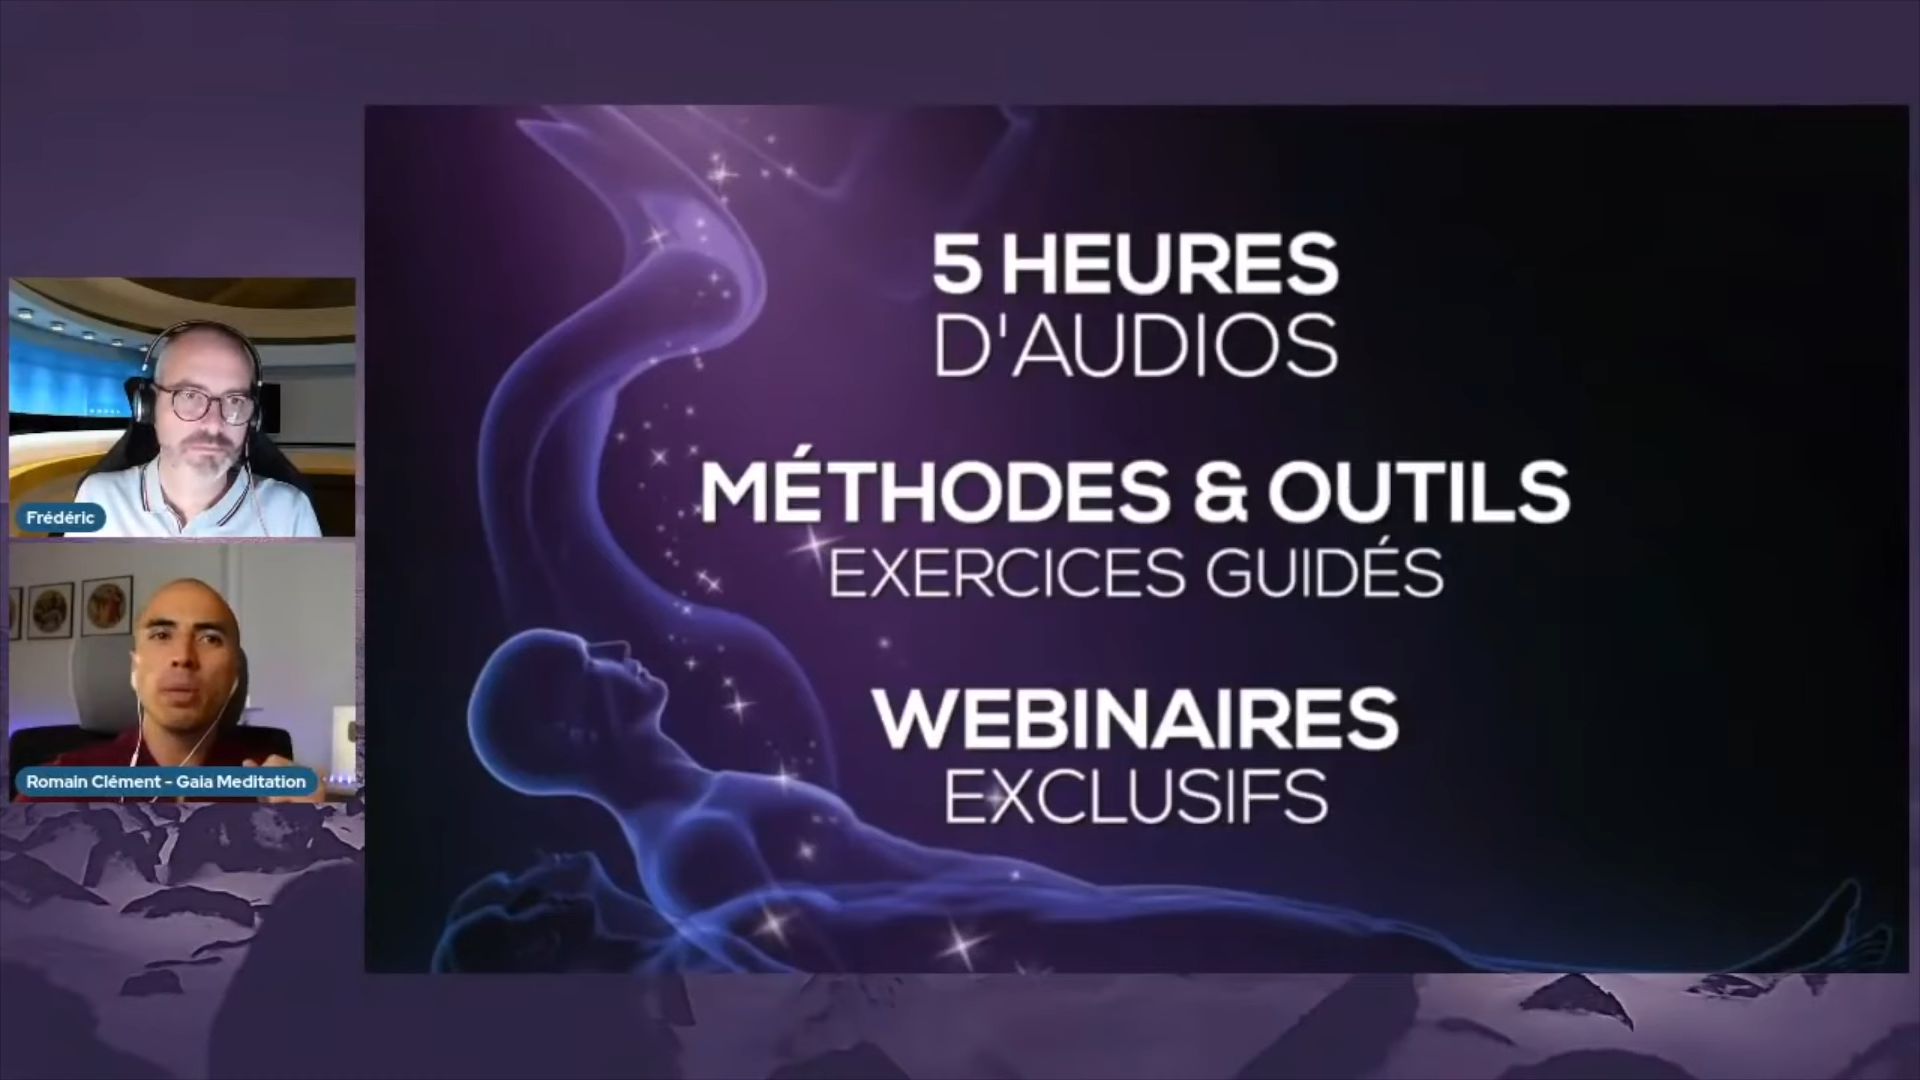 5 HEURES
D'AUDIOS
MÉTHODES & OUTILS
EXERCICES GUIDÉS
WEBINAIRES
EXCLUSIFS
Frédéric
Romain Clément - Gaia Meditation